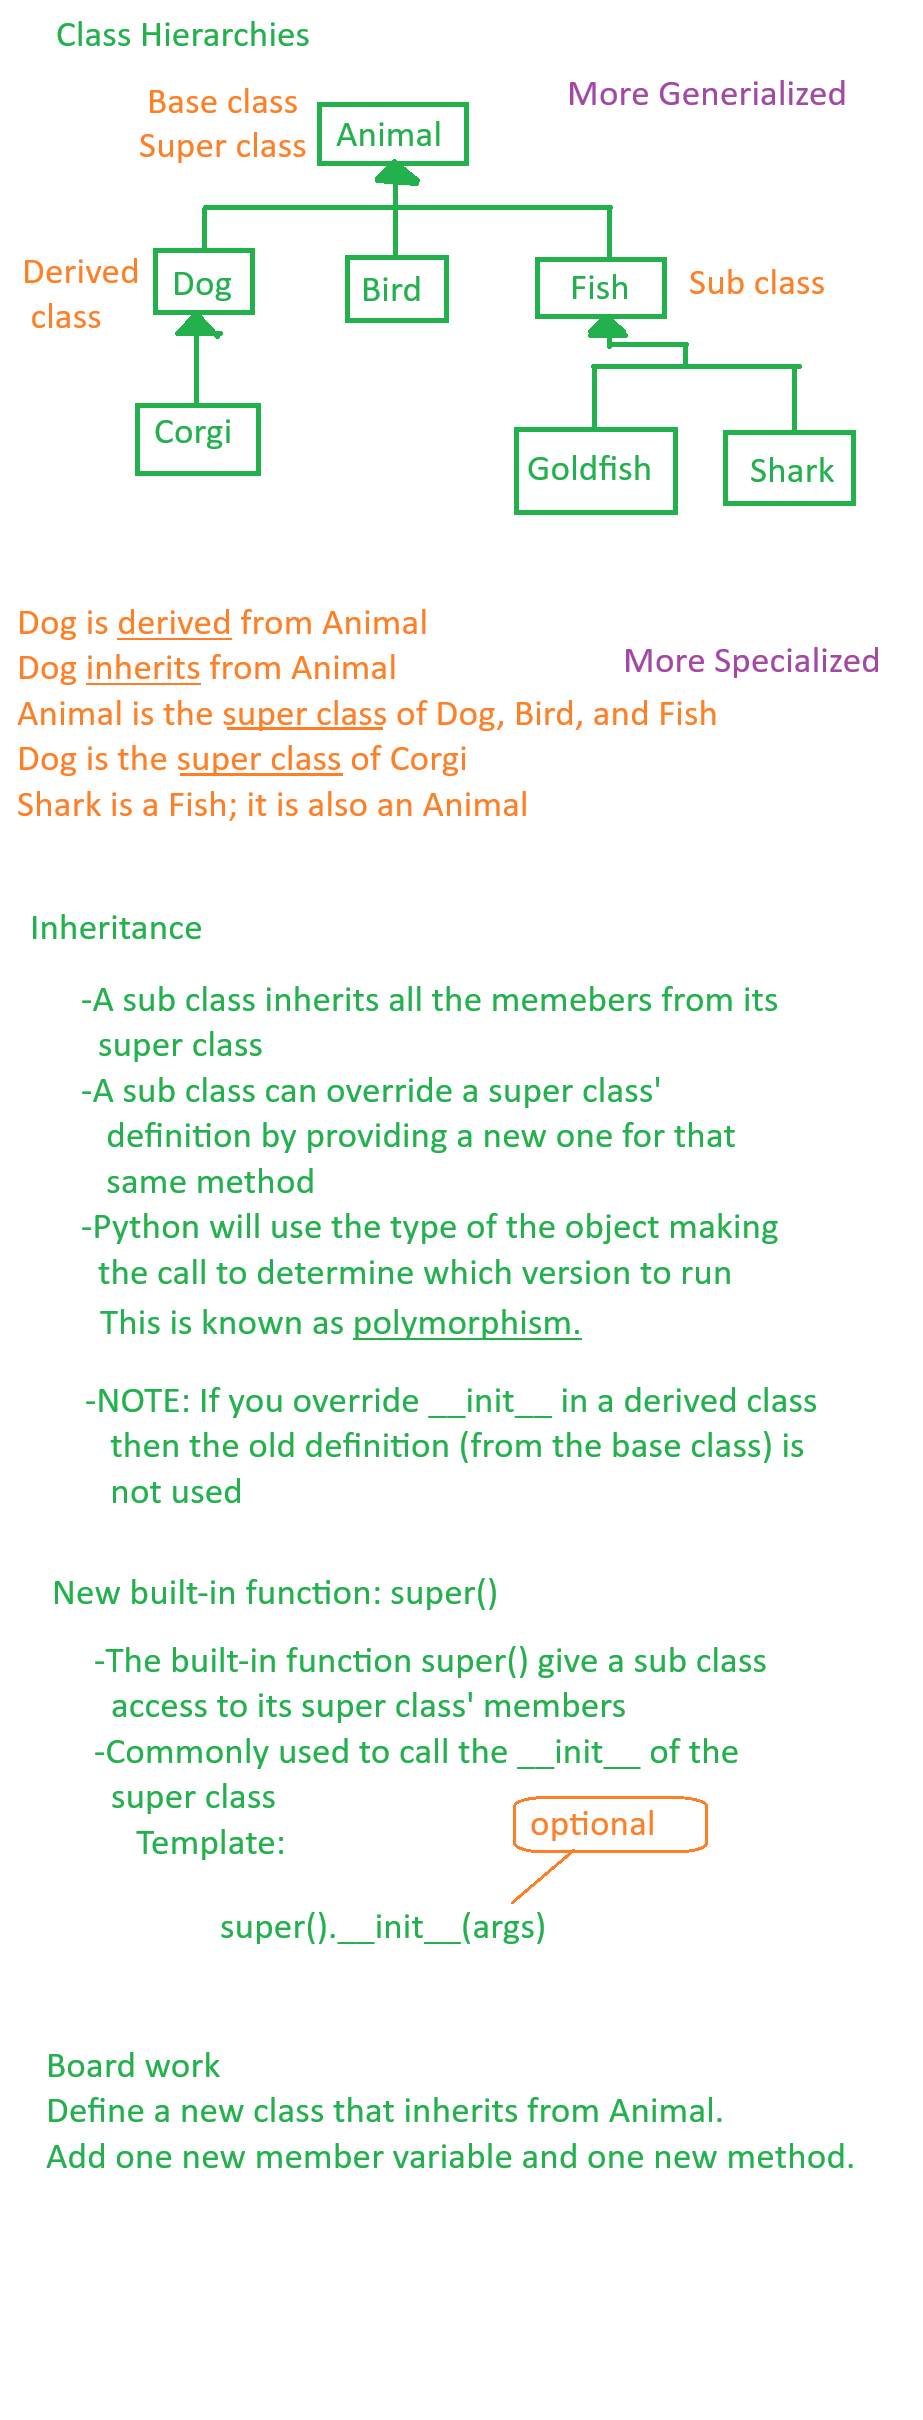 Class Hierarchies
Base class
More Generialized
Super class
Animal
Derived
class
Dog
Bird
Fish
Sub class
Corgi
Goldfish
Shark
Dog is derived from Animal
Dog inherits from Animal
More Specialized
Animal is the super class of Dog, Bird, and Fish
Dog is the super class of Corgi
Shark is a Fish; it is also an Animal
Inheritance
-A sub class inherits all the memebers from its
super class
-A sub class can override a super class'
definition by providing a new one for that
same method
-Python will use the type of the object making
the call to determine which version to run
This is known as polymorphism.
-NOTE: If you override __init__ in a derived class
then the old definition (from the base class) is
not used
New built-in function: super()
-The built-in function super() give a sub class
access to its super class' members
-Commonly used to call the __init__ of the
super class
Template:
optional
super().__init__(args)
Board work
Define a new class that inherits from Animal.
Add one new member variable and one new method.